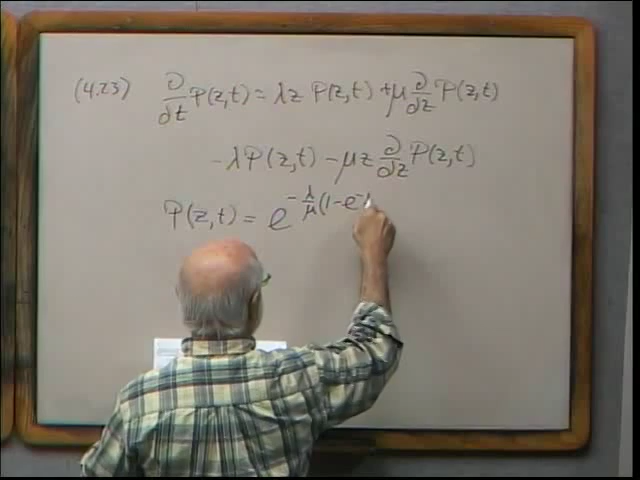 (4.23) ∂/∂t P(z,t) = λz P(z,t) + μ ∂/∂z P(z,t)
- λP(z,t) - μz ∂/∂z P(z,t)
P(z,t) = e^{-λ/μ(1-e^{-